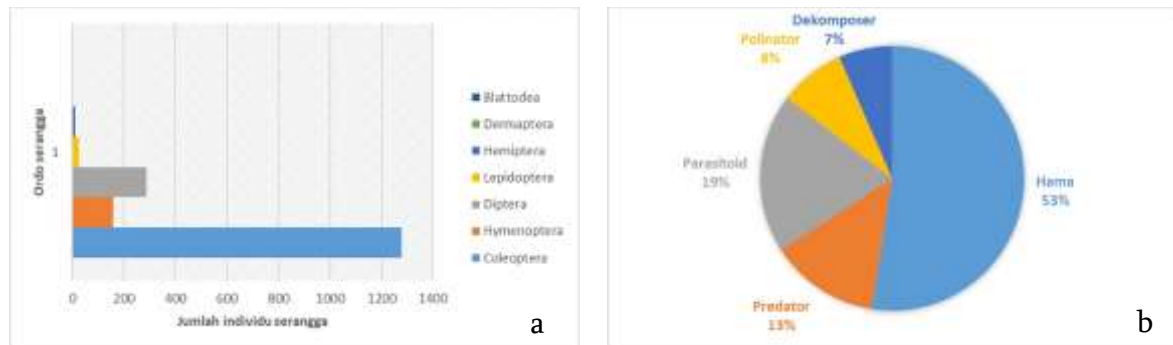 Ordo serangga
1
0 200 400 600 800 1000 1200 1400
Jumlah individu serangga
Blattodea
Dermaptera
Hemiptera
Lepidoptera
Diptera
Hymenoptera
Culeoptera
a
Dekomposer
7%
Polinator
8%
Parasitoid
19%
Hama
53%
Predator
13%
b